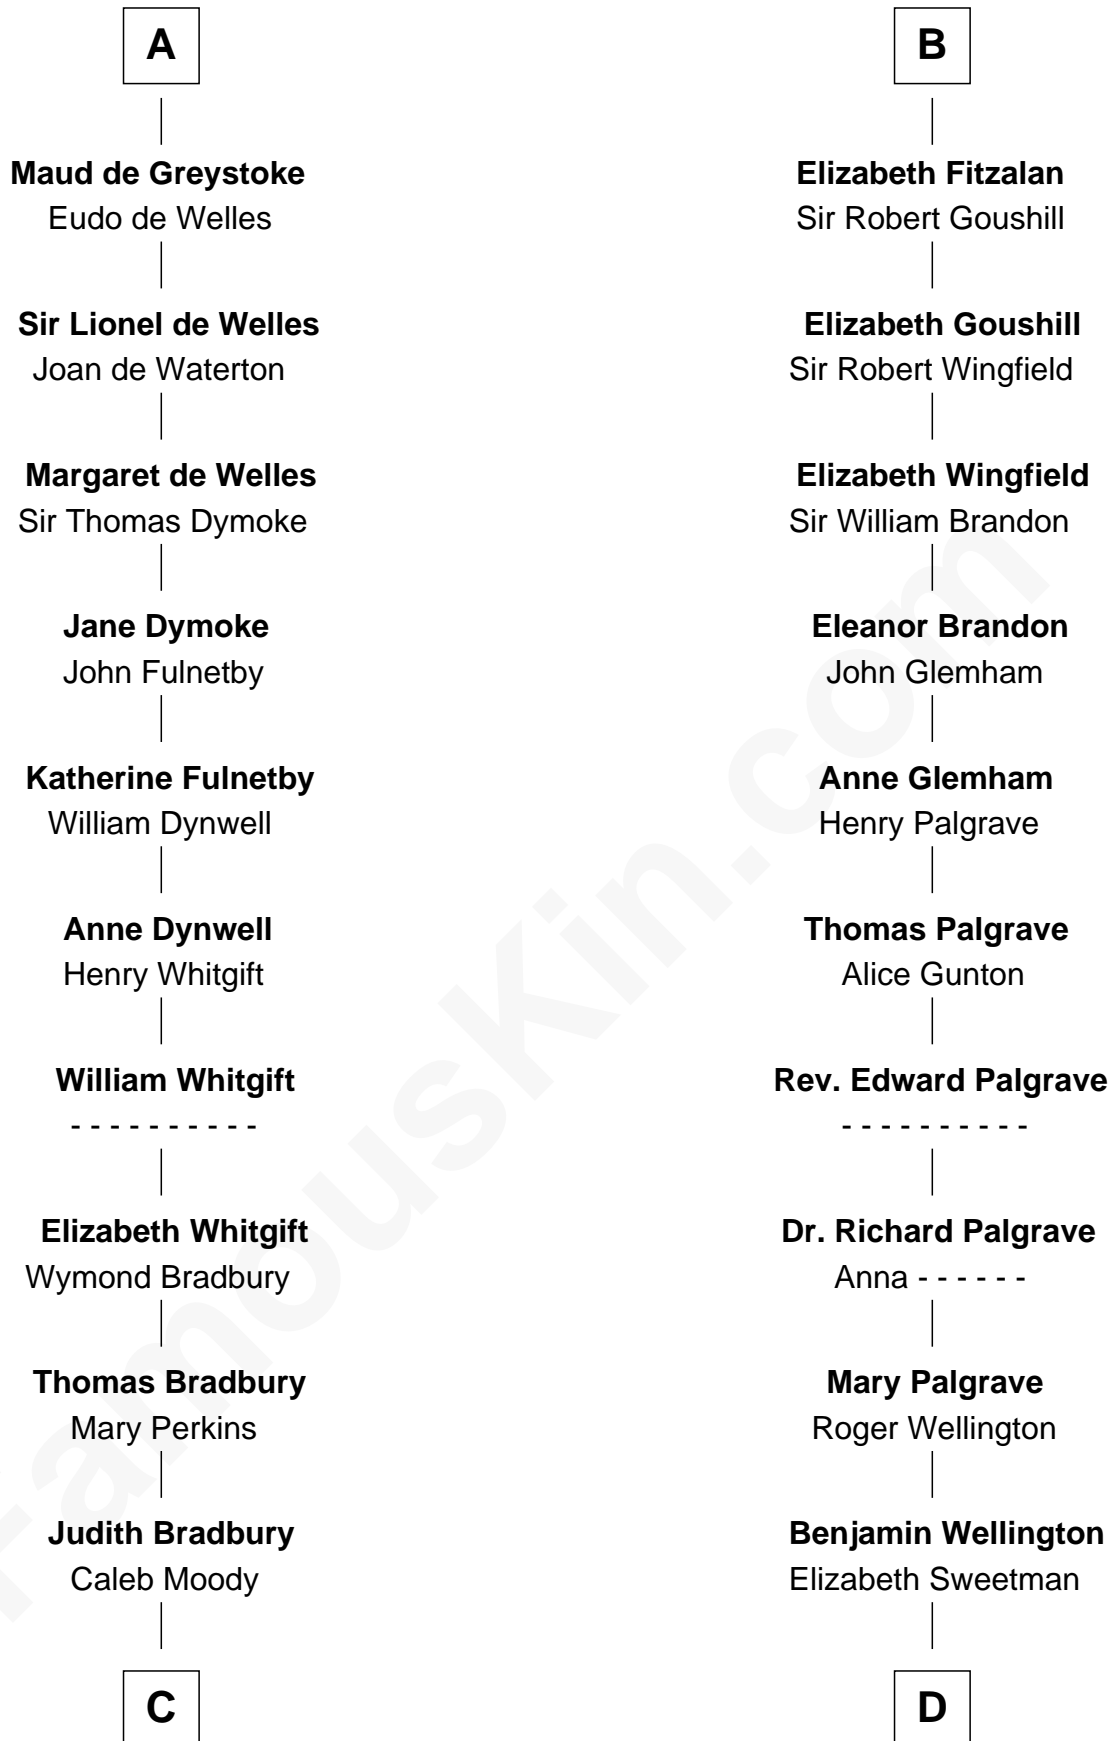 A
Maud de Greystoke
Eudo de Welles
Sir Lionel de Welles
Joan de Waterton
Margaret de Welles
Sir Thomas Dymoke
Jane Dymoke
John Fulnetby
Katherine Fulnetby
William Dynwell
Anne Dynwell
Henry Whitgift
William Whitgift
- - - - - - - - - -
Elizabeth Whitgift
Wymond Bradbury
Thomas Bradbury
Mary Perkins
Judith Bradbury
Caleb Moody
C
B
Elizabeth Fitzalan
Sir Robert Goushill
Elizabeth Goushill
Sir Robert Wingfield
Elizabeth Wingfield
Sir William Brandon
Eleanor Brandon
John Glemham
Anne Glemham
Henry Palgrave
Thomas Palgrave
Alice Gunton
Rev. Edward Palgrave
- - - - - - - - - -
Dr. Richard Palgrave
Anna - - - - - -
Mary Palgrave
Roger Wellington
Benjamin Wellington
Elizabeth Sweetman
D
FamousKin.com